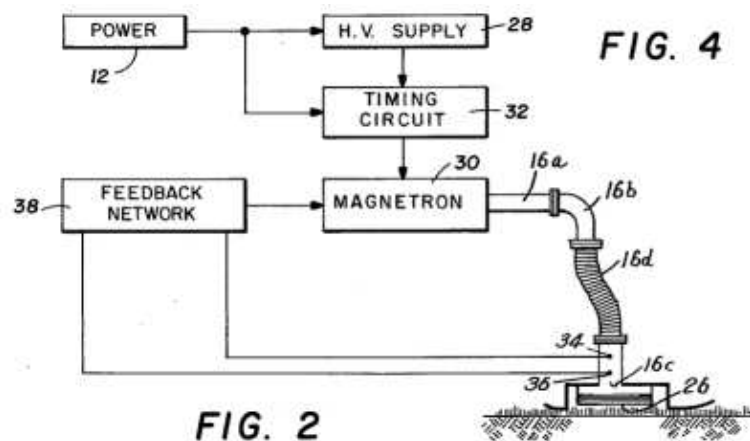 POWER
12
H. V. SUPPLY
28
FIG. 4
TIMING
CIRCUIT
32
FEEDBACK
NETWORK
38
MAGNETRON
30
16a
16b
16d
34
36
16c
26
FIG. 2